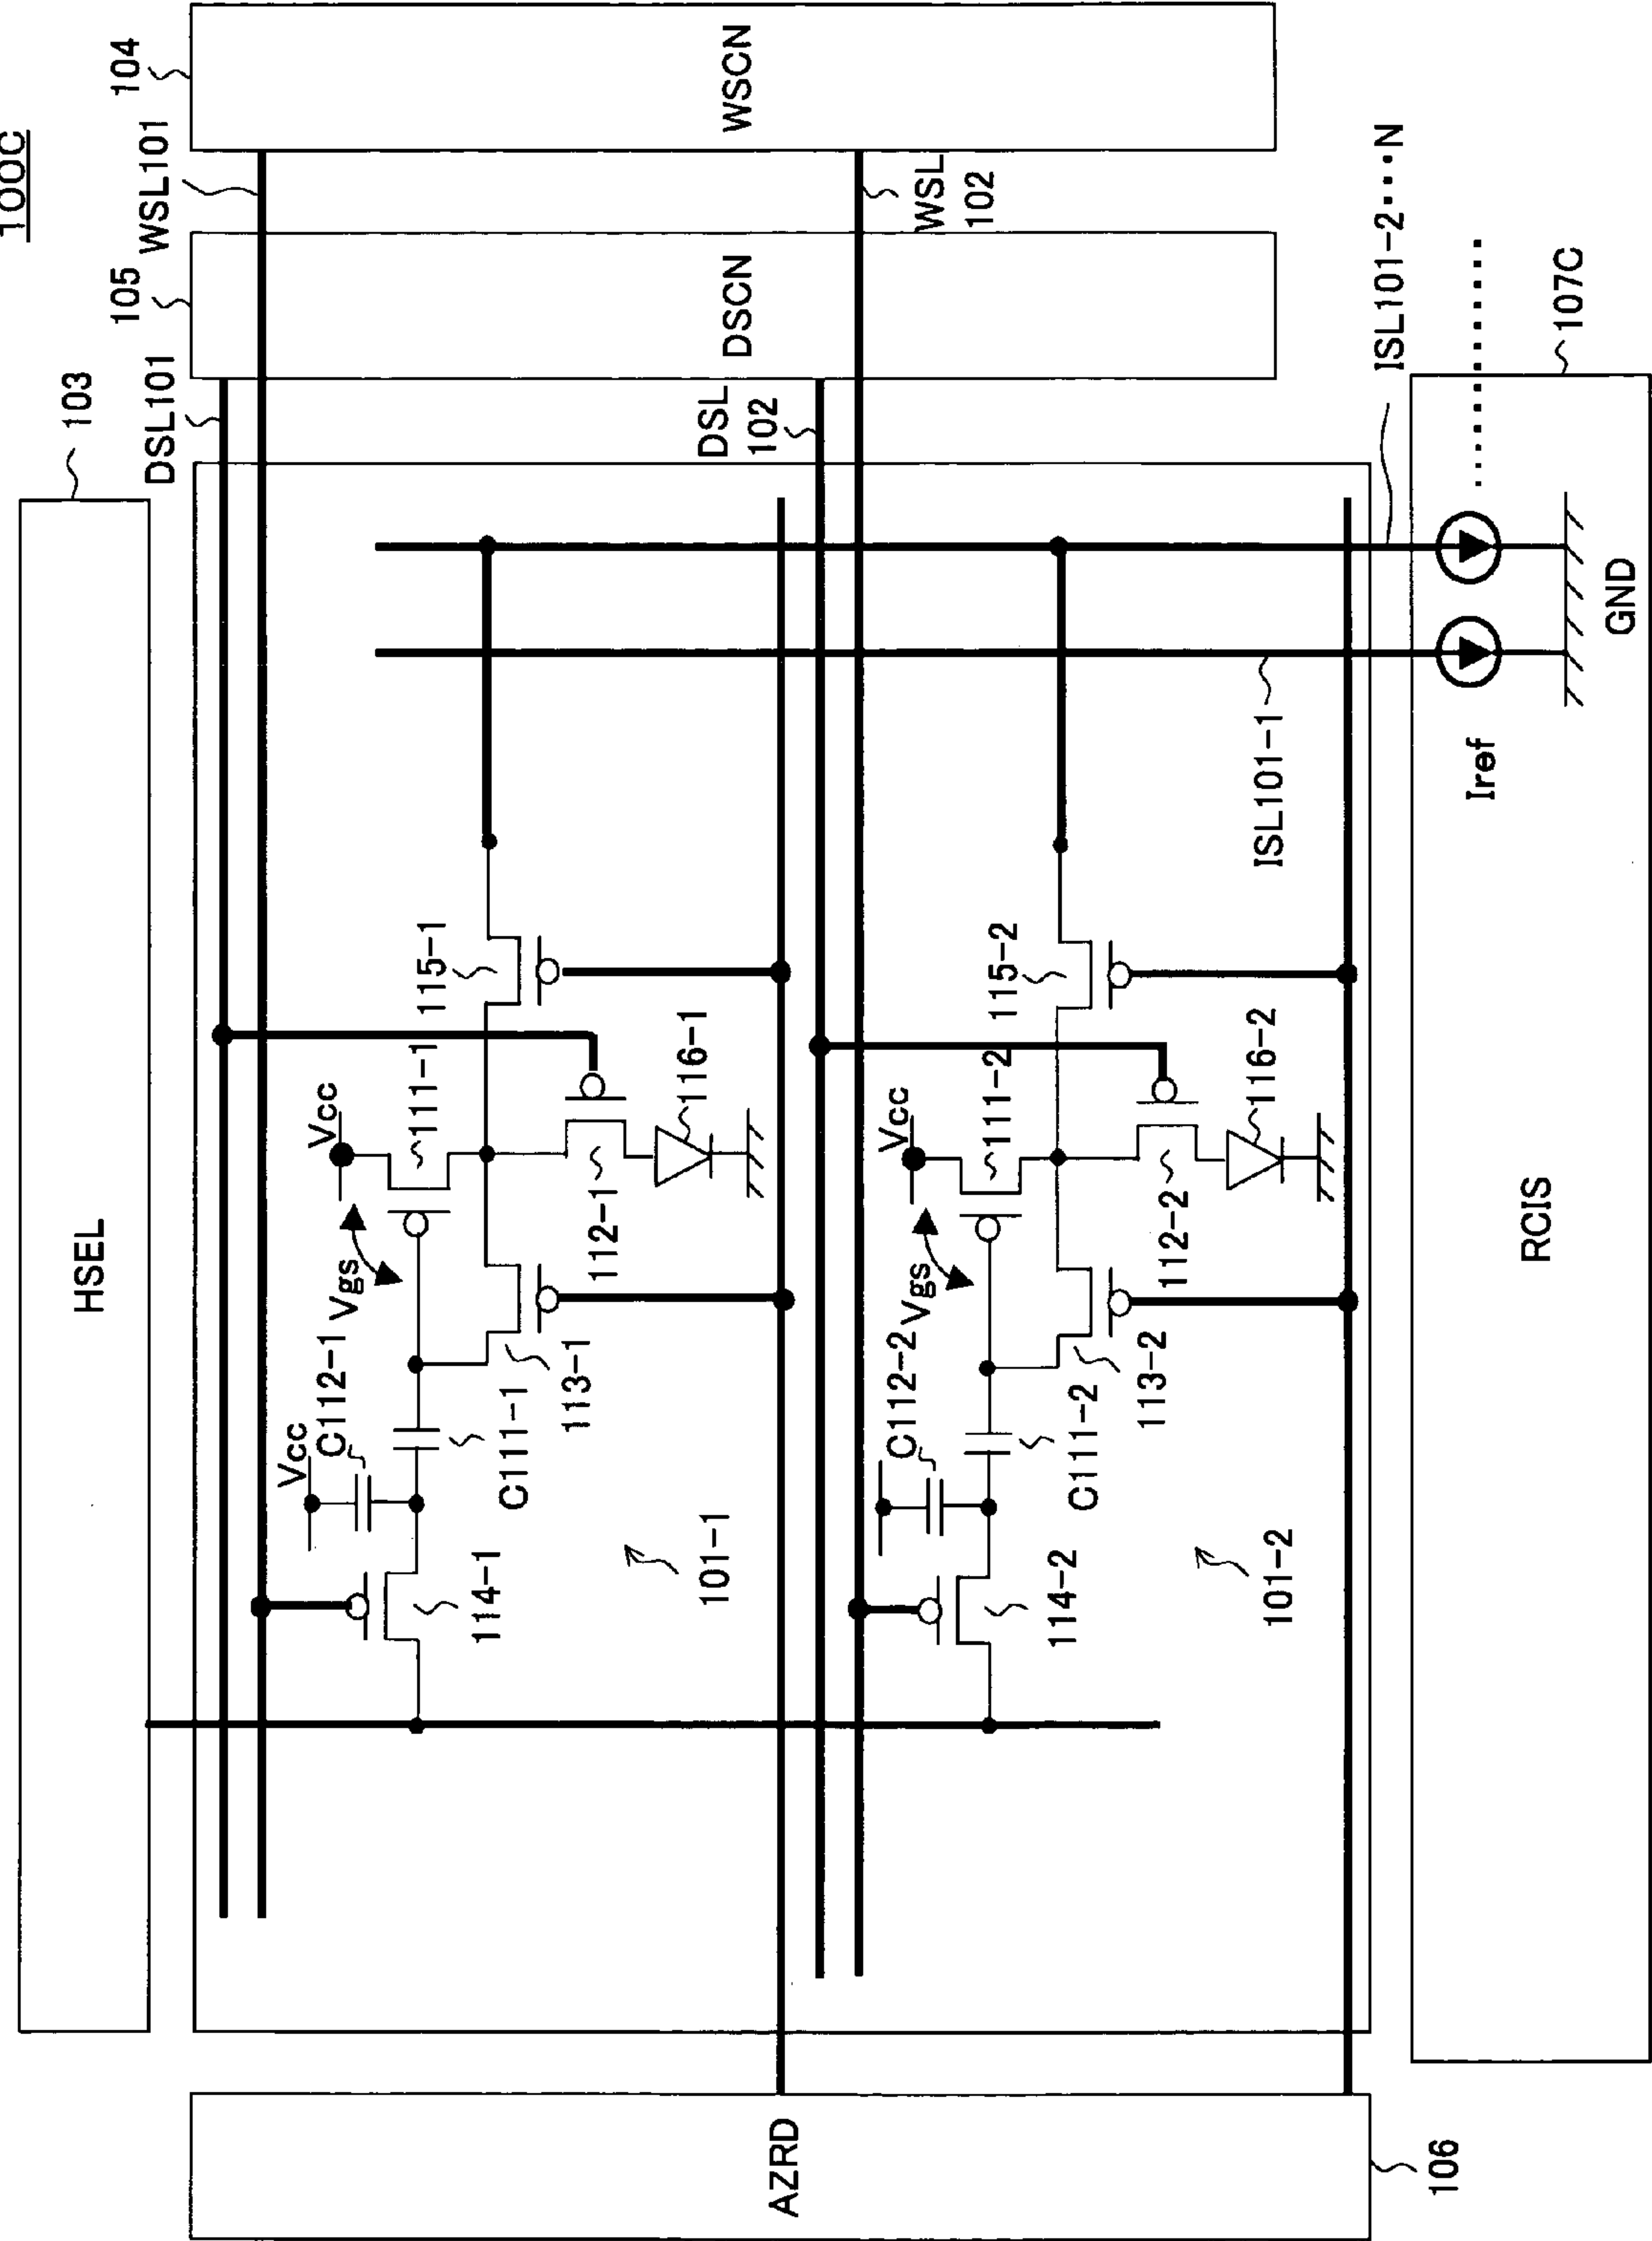 100C
HSEL
103
104
WSCN
105
DSCN
WSL101
DSL101
WSL
102
DSL
102
Vcc
Vcc
C112-1
Vgs
111-1
115-1
114-1
C111-1
113-1
112-1
116-1
101-1
Vcc
C112-2
Vgs
111-2
115-2
114-2
C111-2
113-2
112-2
116-2
101-2
AZRD
106
ISL101-1
ISL101-2････N
Iref
GND
RCIS
107C